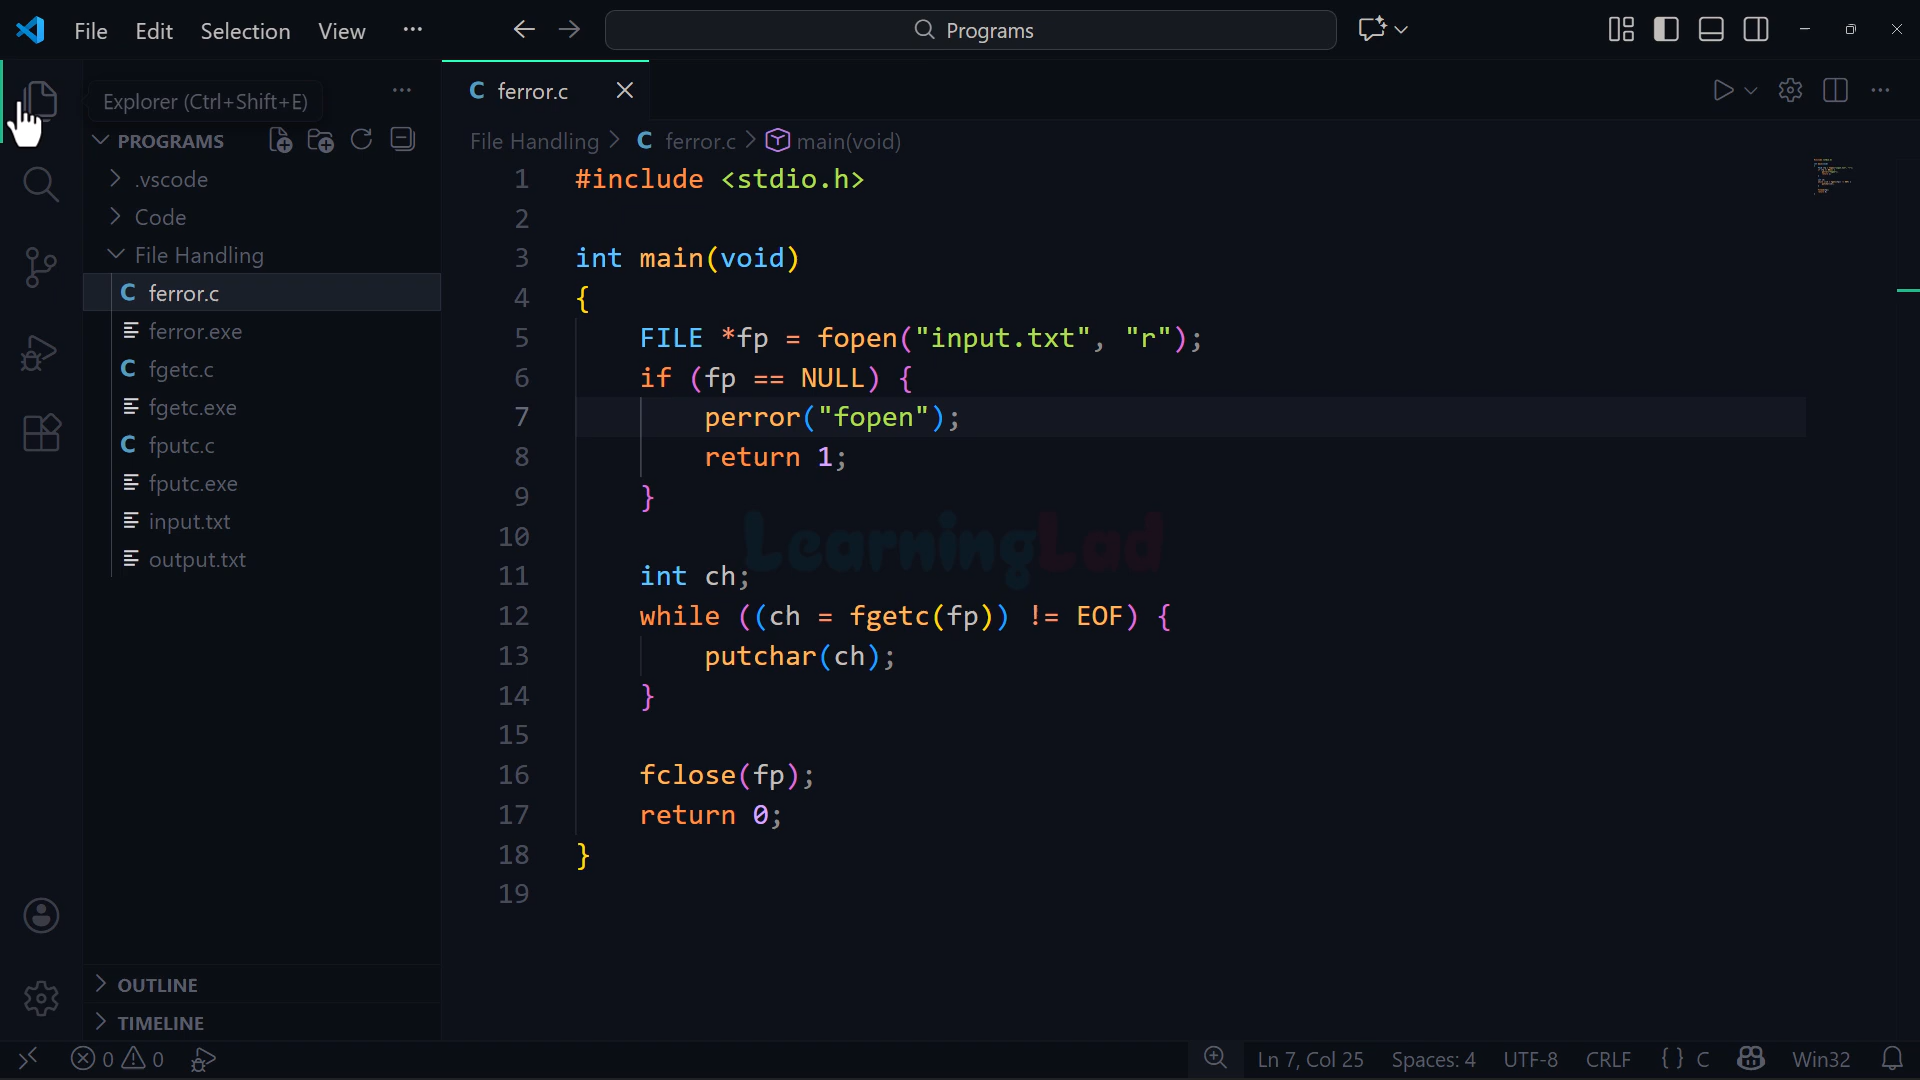 File Edit Selection View ··· Programs
Explorer (Ctrl+Shift+E) ···
PROGRAMS
.vscode
Code
File Handling
C ferror.c
ferror.exe
C fgetc.c
fgetc.exe
C fputc.c
fputc.exe
input.txt
output.txt
OUTLINE
TIMELINE
C ferror.c
File Handling > C ferror.c > main(void)
1 #include <stdio.h>
2
3 int main(void)
4 {
5 FILE *fp = fopen("input.txt", "r");
6 if (fp == NULL) {
7 perror("fopen");
8 return 1;
9 }
10
11 int ch;
12 while ((ch = fgetc(fp)) != EOF) {
13 putchar(ch);
14 }
15
16 fclose(fp);
17 return 0;
18 }
19
LearningLad
0 0 Ln 7, Col 25 Spaces: 4 UTF-8 CRLF {} C Win32